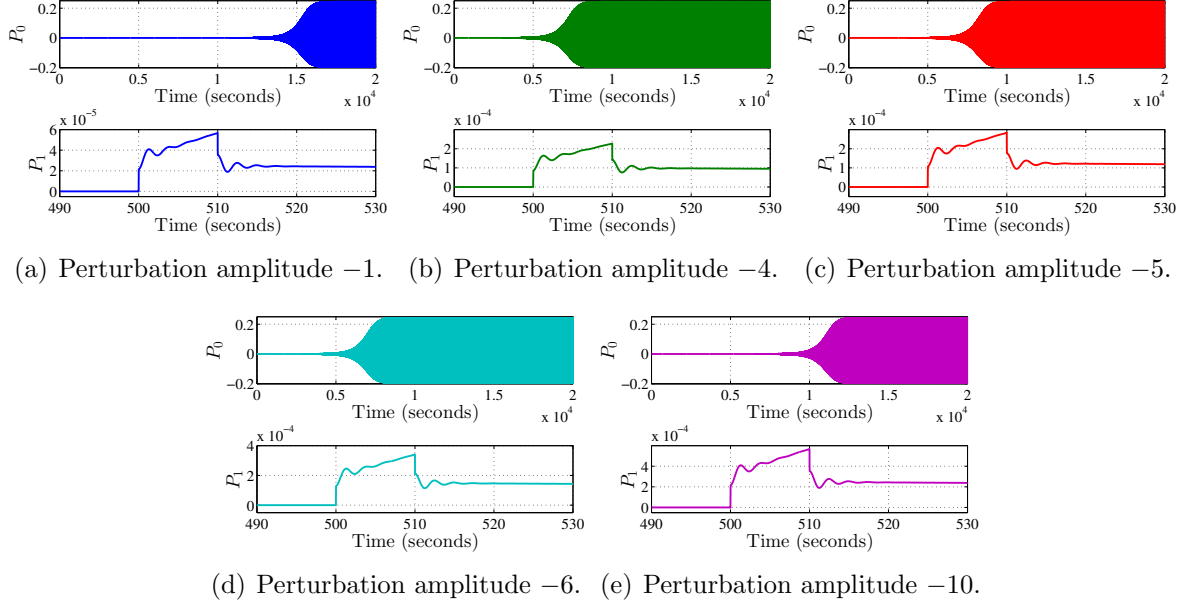 P0
0.2
0
−0.2
0 0.5 1 1.5 2
Time (seconds)
x 10^4
P0
0.2
0
−0.2
0 0.5 1 1.5 2
Time (seconds)
x 10^4
P0
0.2
0
−0.2
0 0.5 1 1.5 2
Time (seconds)
x 10^4
x 10^−5
P1
6
4
2
0
490 500 510 520 530
Time (seconds)
x 10^−4
P1
2
1
0
490 500 510 520 530
Time (seconds)
x 10^−4
P1
2
1
0
490 500 510 520 530
Time (seconds)
(a) Perturbation amplitude −1.
(b) Perturbation amplitude −4.
(c) Perturbation amplitude −5.
P0
0.2
0
−0.2
0 0.5 1 1.5 2
Time (seconds)
x 10^4
P0
0.2
0
−0.2
0 0.5 1 1.5 2
Time (seconds)
x 10^4
x 10^−4
P1
4
2
0
490 500 510 520 530
Time (seconds)
x 10^−4
P1
4
2
0
490 500 510 520 530
Time (seconds)
(d) Perturbation amplitude −6.
(e) Perturbation amplitude −10.